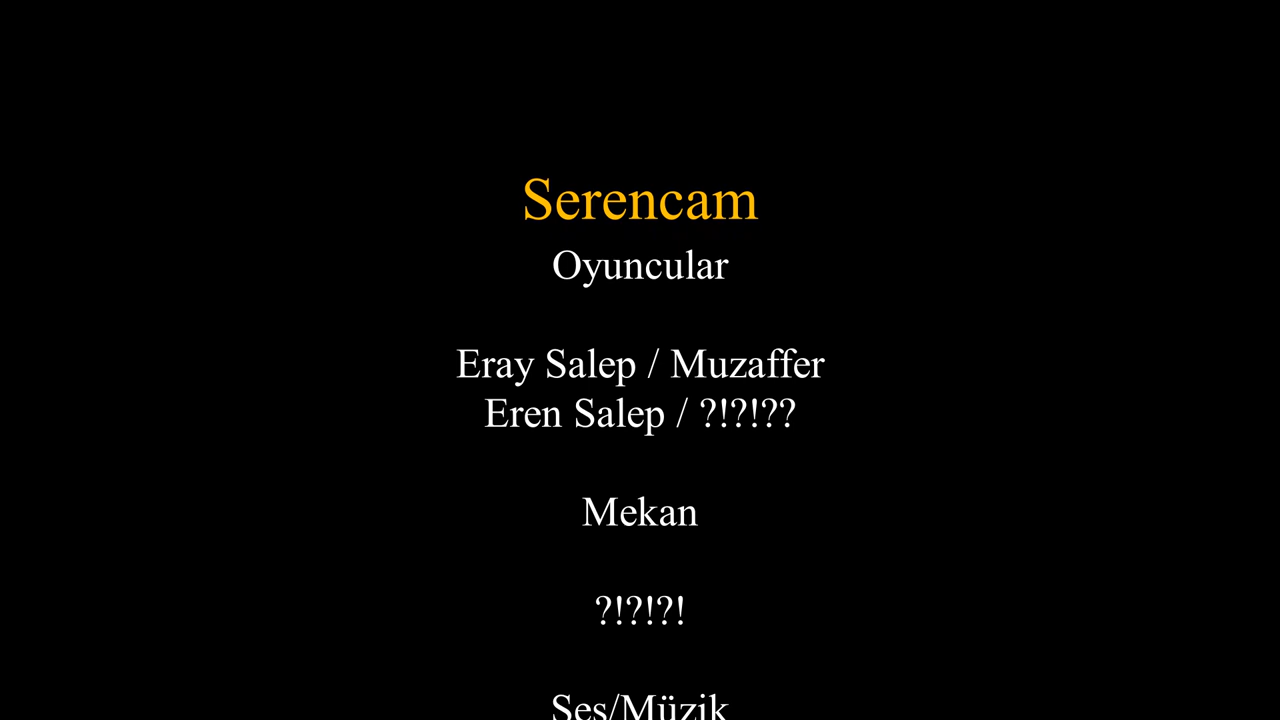 Serencam
Oyuncular
Eray Salep / Muzaffer
Eren Salep / ?!?!??
Mekan
?!?!?!
Ses/Müzik